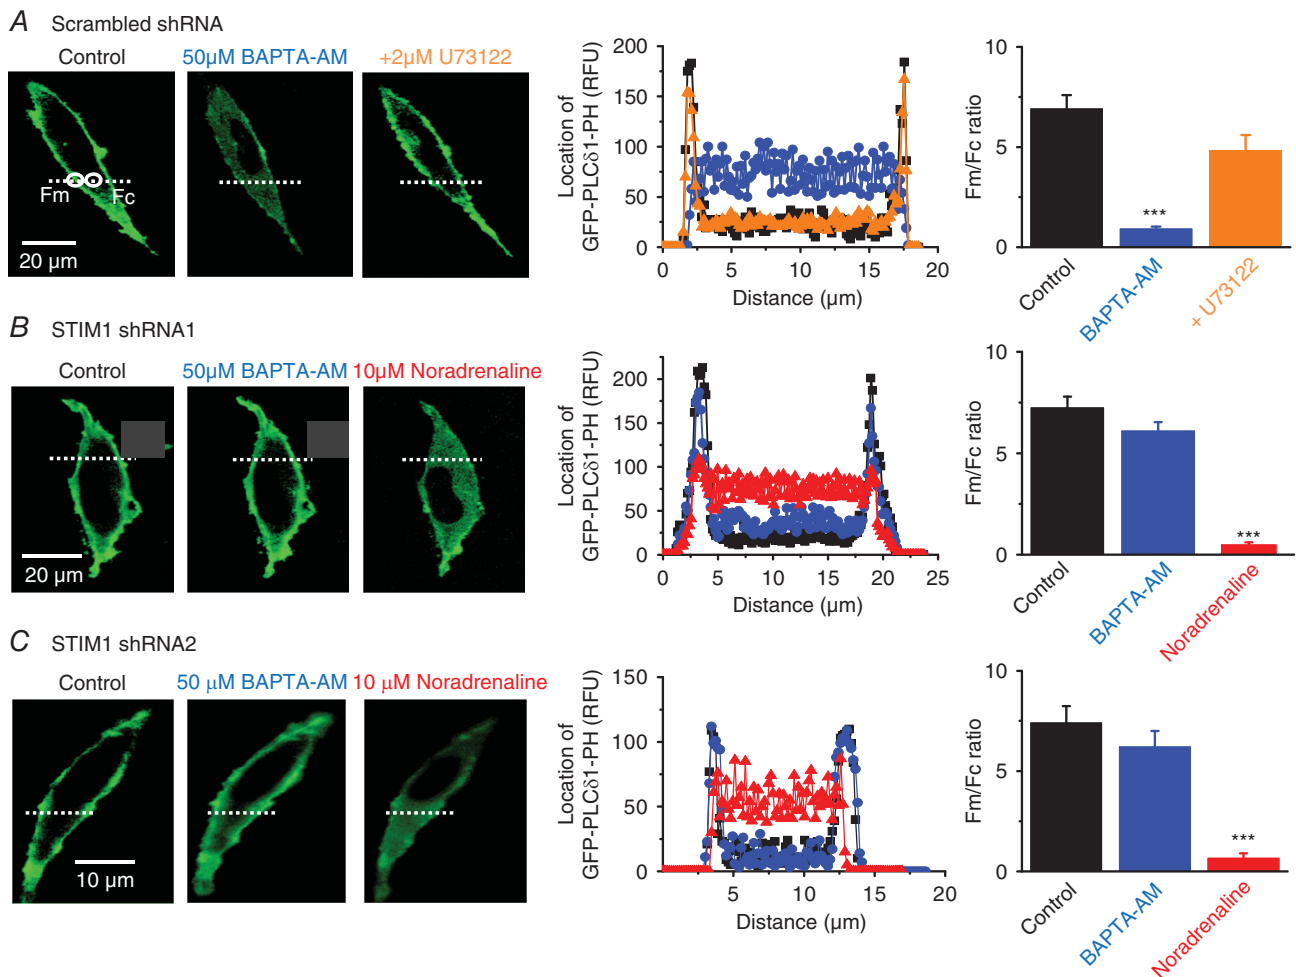 A Scrambled shRNA
Control
50µM BAPTA-AM
+2µM U73122
Fm
Fc
20 µm
Location of
GFP-PLCδ1-PH (RFU)
200
150
100
50
0
0 5 10 15 20
Distance (µm)
Fm/Fc ratio
10
5
0
***
Control
BAPTA-AM
+ U73122
B STIM1 shRNA1
Control
50µM BAPTA-AM
10µM Noradrenaline
20 µm
Location of
GFP-PLCδ1-PH (RFU)
200
150
100
50
0
0 5 10 15 20 25
Distance (µm)
Fm/Fc ratio
10
5
0
***
Control
BAPTA-AM
Noradrenaline
C STIM1 shRNA2
Control
50 µM BAPTA-AM
10 µM Noradrenaline
10 µm
Location of
GFP-PLCδ1-PH (RFU)
150
100
50
0
5 10 15 20
Distance (µm)
Fm/Fc ratio
10
5
0
***
Control
BAPTA-AM
Noradrenaline